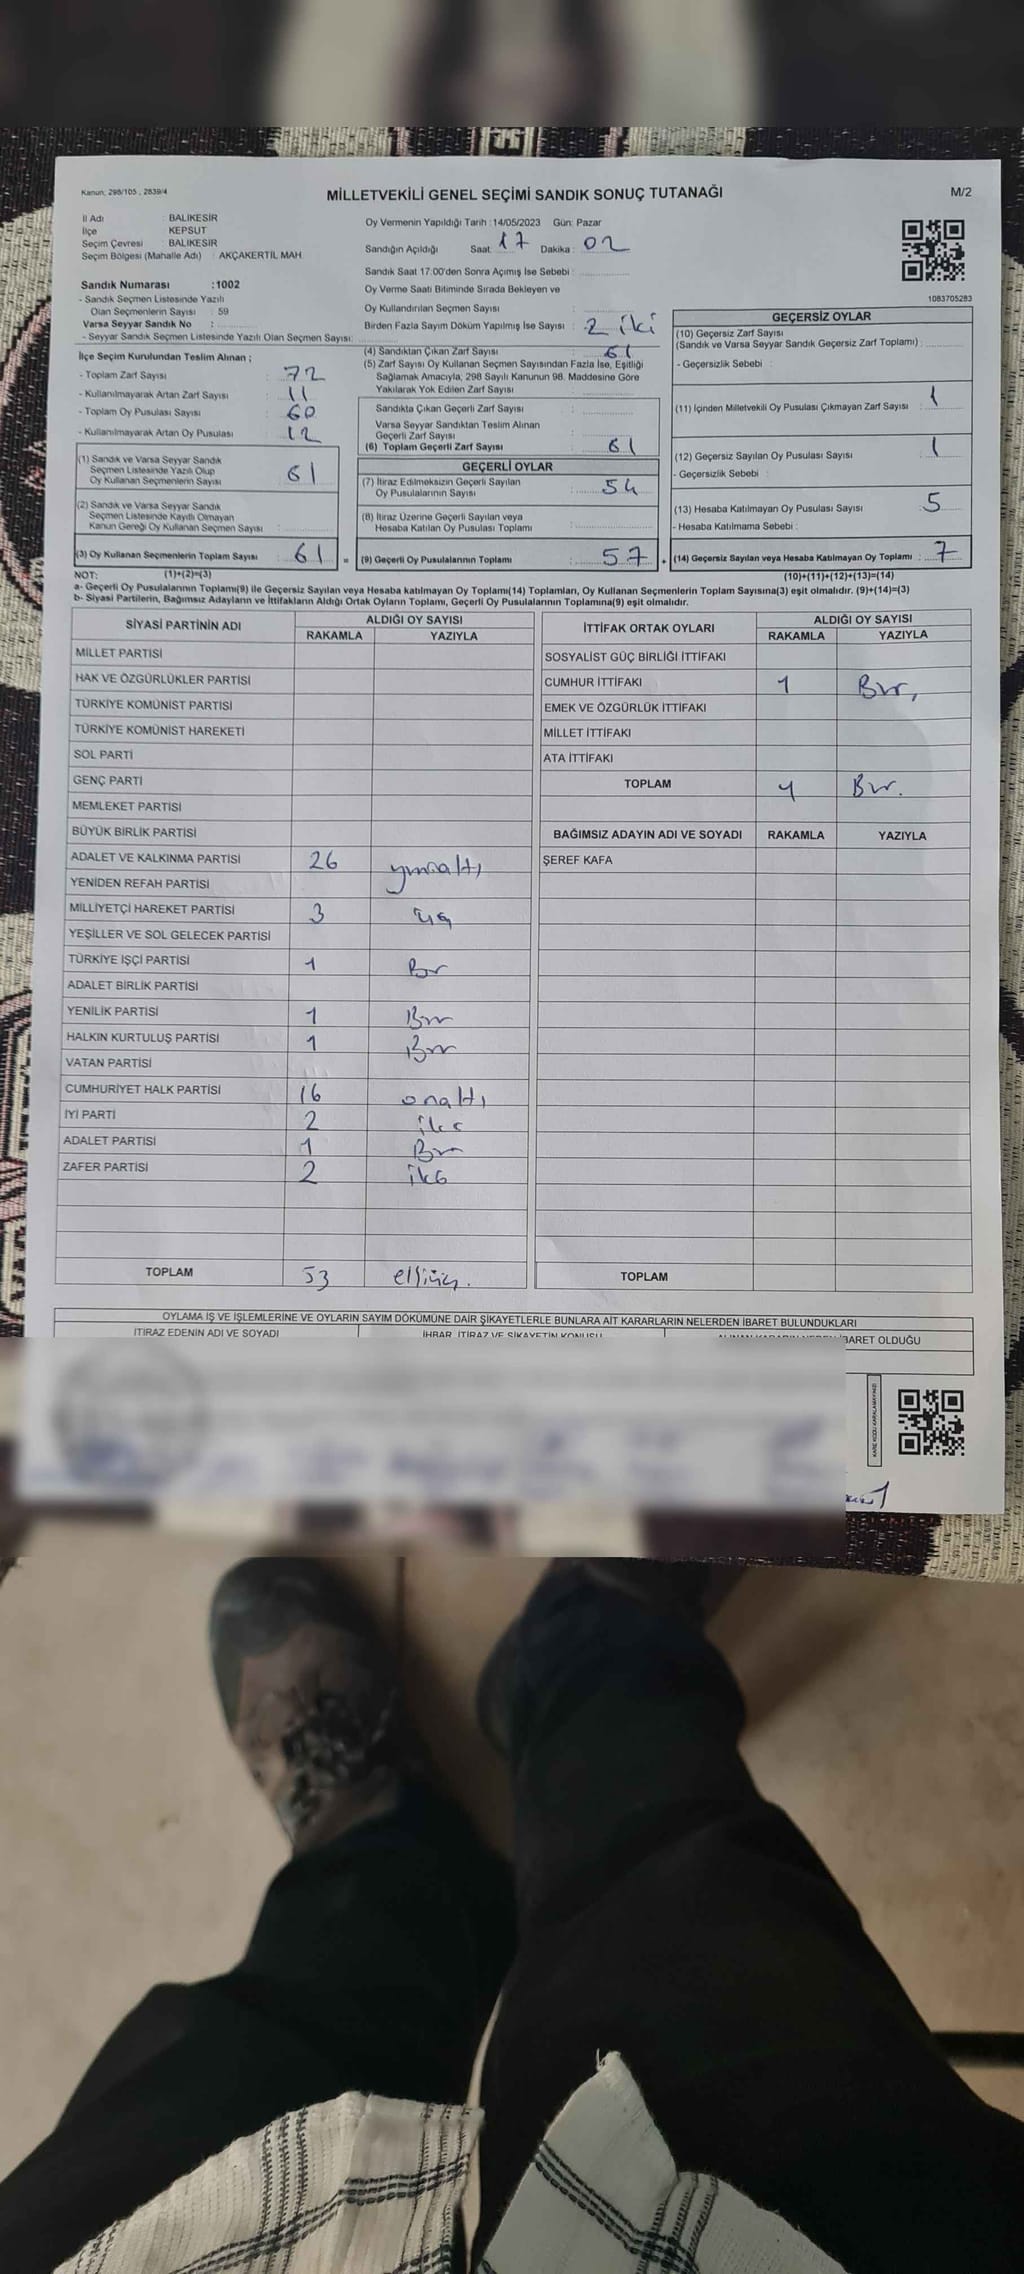 Kanun: 298/105 , 2839/4
MİLLETVEKİLİ GENEL SEÇİMİ SANDIK SONUÇ TUTANAĞI
M/2
İl Adı : BALIKESİR
İlçe : KEPSUT
Seçim Çevresi : BALIKESİR
Seçim Bölgesi (Mahalle Adı) : AKÇAKERTİL MAH.
Sandık Numarası :1002
- Sandık Seçmen Listesinde Yazılı
Olan Seçmenlerin Sayısı : 59
Varsa Seyyar Sandık No :
- Seyyar Sandık Seçmen Listesinde Yazılı Olan Seçmen Sayısı:
Oy Vermenin Yapıldığı Tarih :14/05/2023 Gün: Pazar
Sandığın Açıldığı Saat: 17 Dakika: 02
Sandık Saat 17:00'den Sonra Açımış İse Sebebi :
Oy Verme Saati Bitiminde Sırada Bekleyen ve
Oy Kullandırılan Seçmen Sayısı :
Birden Fazla Sayım Döküm Yapılmış İse Sayısı : 2 iki
1083705283
İlçe Seçim Kurulundan Teslim Alınan ;
- Toplam Zarf Sayısı : 72
- Kullanılmayarak Artan Zarf Sayısı : 11
- Toplam Oy Pusulası Sayısı : 60
- Kullanılmayarak Artan Oy Pusulası : 12
(1) Sandık ve Varsa Seyyar Sandık
Seçmen Listesinde Yazılı Olup
Oy Kullanan Seçmenlerin Sayısı : 61
(2) Sandık ve Varsa Seyyar Sandık
Seçmen Listesinde Kayıtlı Olmayan
Kanun Gereği Oy Kullanan Seçmen Sayısı :
(3) Oy Kullanan Seçmenlerin Toplam Sayısı : 61 =
(1)+(2)=(3)
(4) Sandıktan Çıkan Zarf Sayısı : 61
(5) Zarf Sayısı Oy Kullanan Seçmen Sayısından Fazla İse, Eşitliği
Sağlamak Amacıyla, 298 Sayılı Kanunun 98. Maddesine Göre
Yakılarak Yok Edilen Zarf Sayısı :
Sandıkta Çıkan Geçerli Zarf Sayısı :
Varsa Seyyar Sandıktan Teslim Alınan
Geçerli Zarf Sayısı :
(6) Toplam Geçerli Zarf Sayısı : 61
GEÇERLİ OYLAR
(7) İtiraz Edilmeksizin Geçerli Sayılan
Oy Pusulalarının Sayısı : 54
(8) İtiraz Üzerine Geçerli Sayılan veya
Hesaba Katılan Oy Pusulası Toplamı :
(9) Geçerli Oy Pusulalarının Toplamı : 57 +
GEÇERSİZ OYLAR
(10) Geçersiz Zarf Sayısı
(Sandık ve Varsa Seyyar Sandık Geçersiz Zarf Toplamı) :
- Geçersizlik Sebebi :
(11) İçinden Milletvekili Oy Pusulası Çıkmayan Zarf Sayısı : 1
(12) Geçersiz Sayılan Oy Pusulası Sayısı : 1
- Geçersizlik Sebebi :
(13) Hesaba Katılmayan Oy Pusulası Sayısı : 5
- Hesaba Katılmama Sebebi :
(14) Geçersiz Sayılan veya Hesaba Katılmayan Oy Toplamı : 7
(10)+(11)+(12)+(13)=(14)
NOT:
a- Geçerli Oy Pusulalarının Toplamı(9) ile Geçersiz Sayılan veya Hesaba katılmayan Oy Toplamı(14) Toplamları, Oy Kullanan Seçmenlerin Toplam Sayısına(3) eşit olmalıdır. (9)+(14)=(3)
b- Siyasi Partilerin, Bağımsız Adayların ve İttifakların Aldığı Ortak Oyların Toplamı, Geçerli Oy Pusulalarının Toplamına(9) eşit olmalıdır.
SİYASİ PARTİNİN ADI ALDIĞI OY SAYISI
RAKAMLA YAZIYLA
MİLLET PARTİSİ
HAK VE ÖZGÜRLÜKLER PARTİSİ
TÜRKİYE KOMÜNİST PARTİSİ
TÜRKİYE KOMÜNİST HAREKETİ
SOL PARTİ
GENÇ PARTİ
MEMLEKET PARTİSİ
BÜYÜK BİRLİK PARTİSİ
ADALET VE KALKINMA PARTİSİ 26 yirmialtı
YENİDEN REFAH PARTİSİ
MİLLİYETÇİ HAREKET PARTİSİ 3 üç
YEŞİLLER VE SOL GELECEK PARTİSİ
TÜRKİYE İŞÇİ PARTİSİ 1 Bir
ADALET BİRLİK PARTİSİ
YENİLİK PARTİSİ 1 Bir
HALKIN KURTULUŞ PARTİSİ 1 Bir
VATAN PARTİSİ
CUMHURİYET HALK PARTİSİ 16 onaltı
İYİ PARTİ 2 iki
ADALET PARTİSİ 1 Bir
ZAFER PARTİSİ 2 iki
TOPLAM 53 elliüç.
İTTİFAK ORTAK OYLARI ALDIĞI OY SAYISI
RAKAMLA YAZIYLA
SOSYALİST GÜÇ BİRLİĞİ İTTİFAKI
CUMHUR İTTİFAKI 1 Bir,
EMEK VE ÖZGÜRLÜK İTTİFAKI
MİLLET İTTİFAKI
ATA İTTİFAKI
TOPLAM 1 Bir.
BAĞIMSIZ ADAYIN ADI VE SOYADI RAKAMLA YAZIYLA
ŞEREF KAFA
TOPLAM
OYLAMA İŞ VE İŞLEMLERİNE VE OYLARIN SAYIM DÖKÜMÜNE DAİR ŞİKAYETLERLE BUNLARA AİT KARARLARIN NELERDEN İBARET BULUNDUKLARI
İTİRAZ EDENİN ADI VE SOYADI
İHBAR, İTİRAZ VE ŞİKAYETİN KONUSU
OLDUĞU
KARE KODU KARALAMAYINIZ